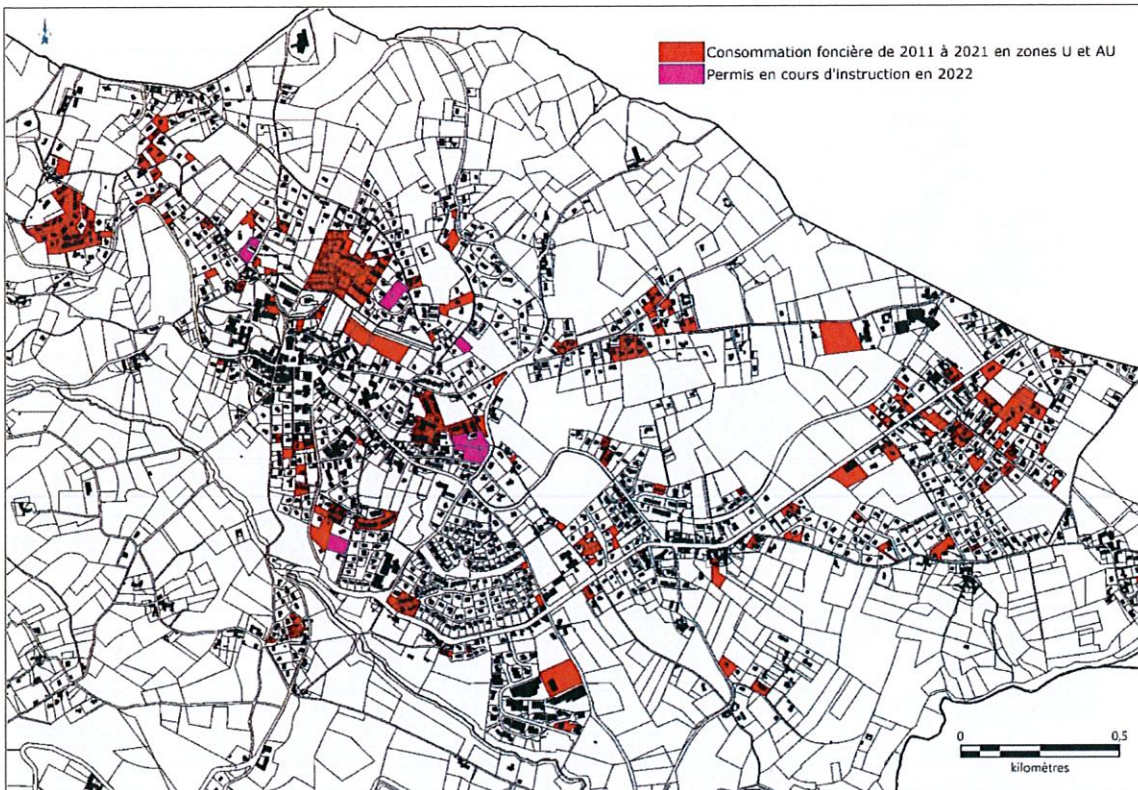 Consommation foncière de 2011 à 2021 en zones U et AU
Permis en cours d'instruction en 2022
0 0,5
kilomètres